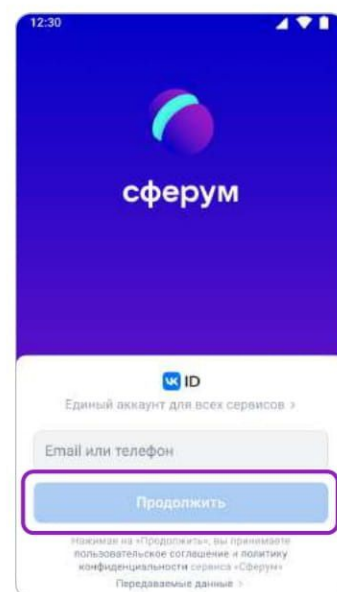 12:30
сферум
VK ID
Единый аккаунт для всех сервисов >
Email или телефон
Продолжить
Нажимая на «Продолжить», вы принимаете
пользовательское соглашение и политику
конфиденциальности сервиса «Сферум»
Передаваемые данные >